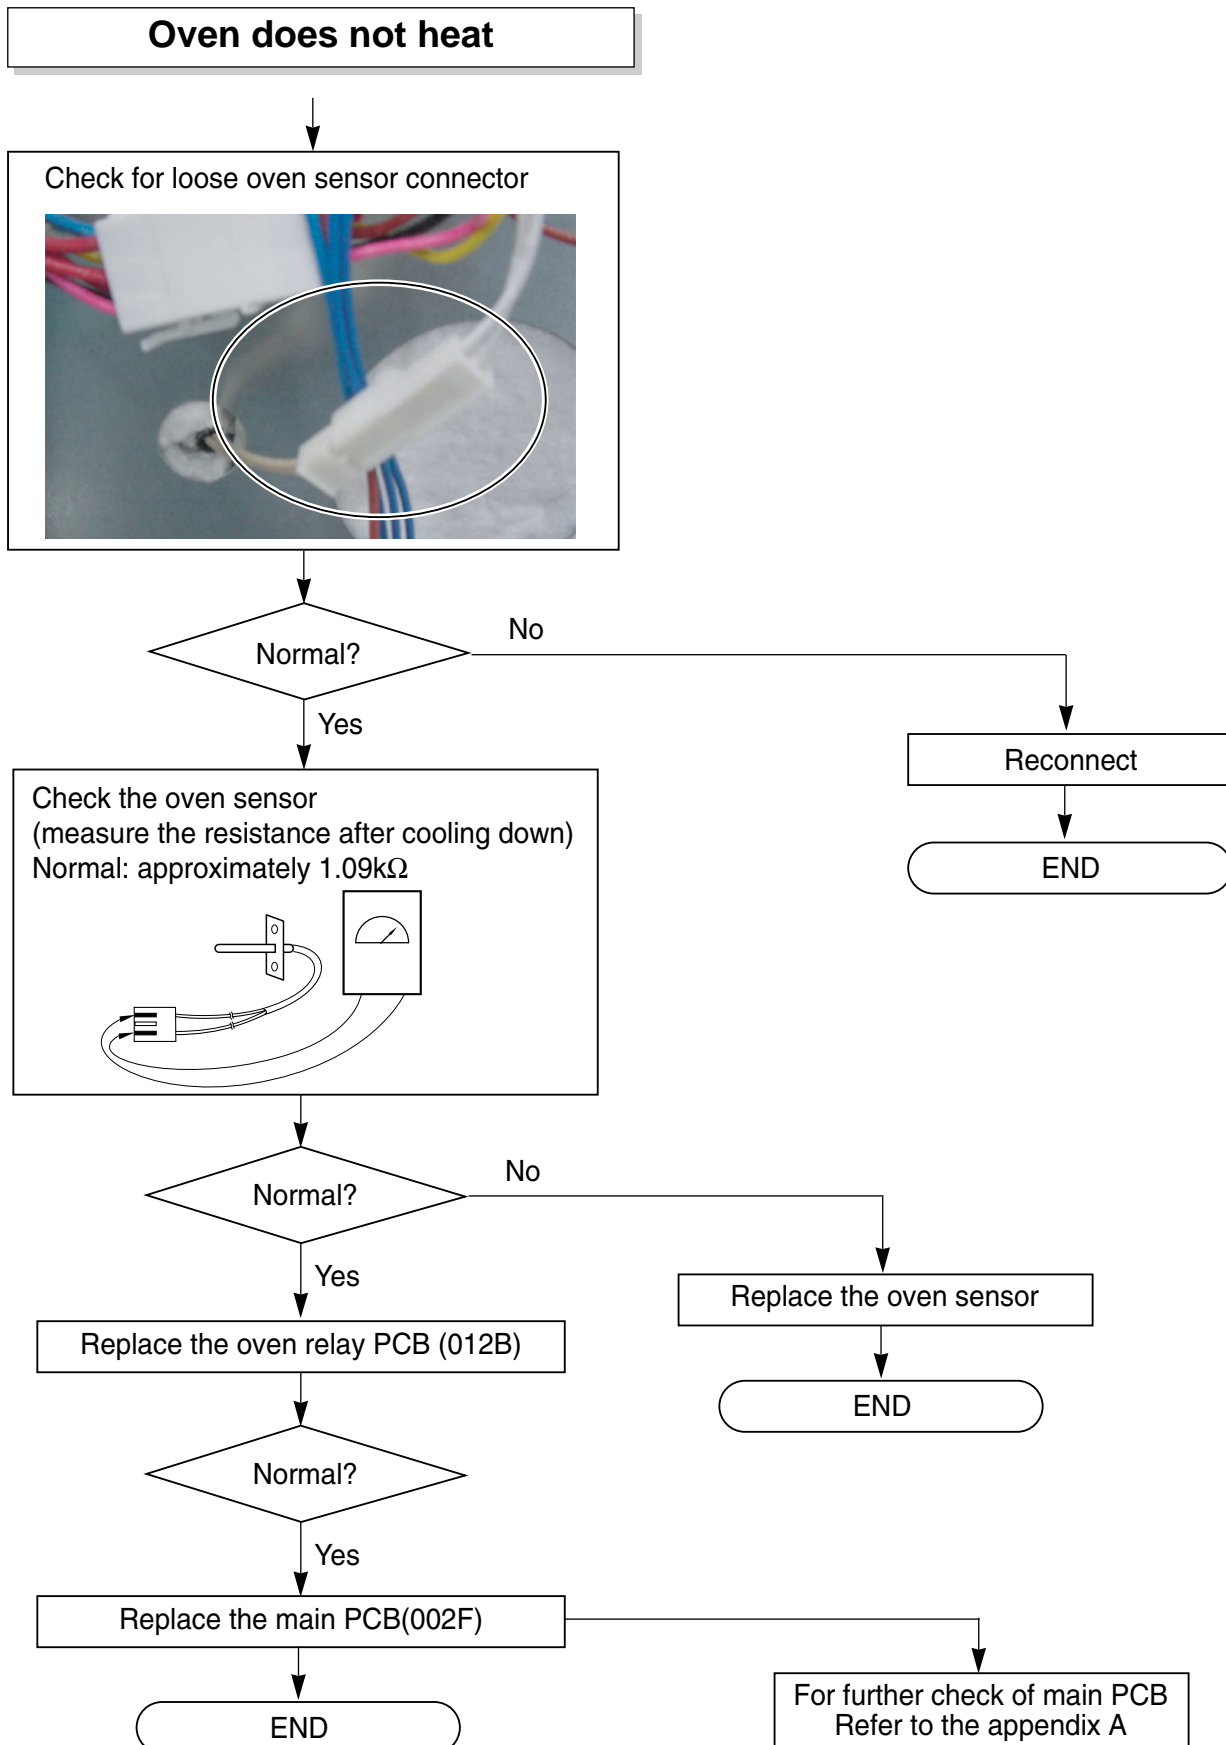 Oven does not heat
Check for loose oven sensor connector
Normal?
No
Yes
Reconnect
END
Check the oven sensor
(measure the resistance after cooling down)
Normal: approximately 1.09kΩ
Normal?
No
Yes
Replace the oven sensor
END
Replace the oven relay PCB (012B)
Normal?
Yes
Replace the main PCB(002F)
END
For further check of main PCB
Refer to the appendix A